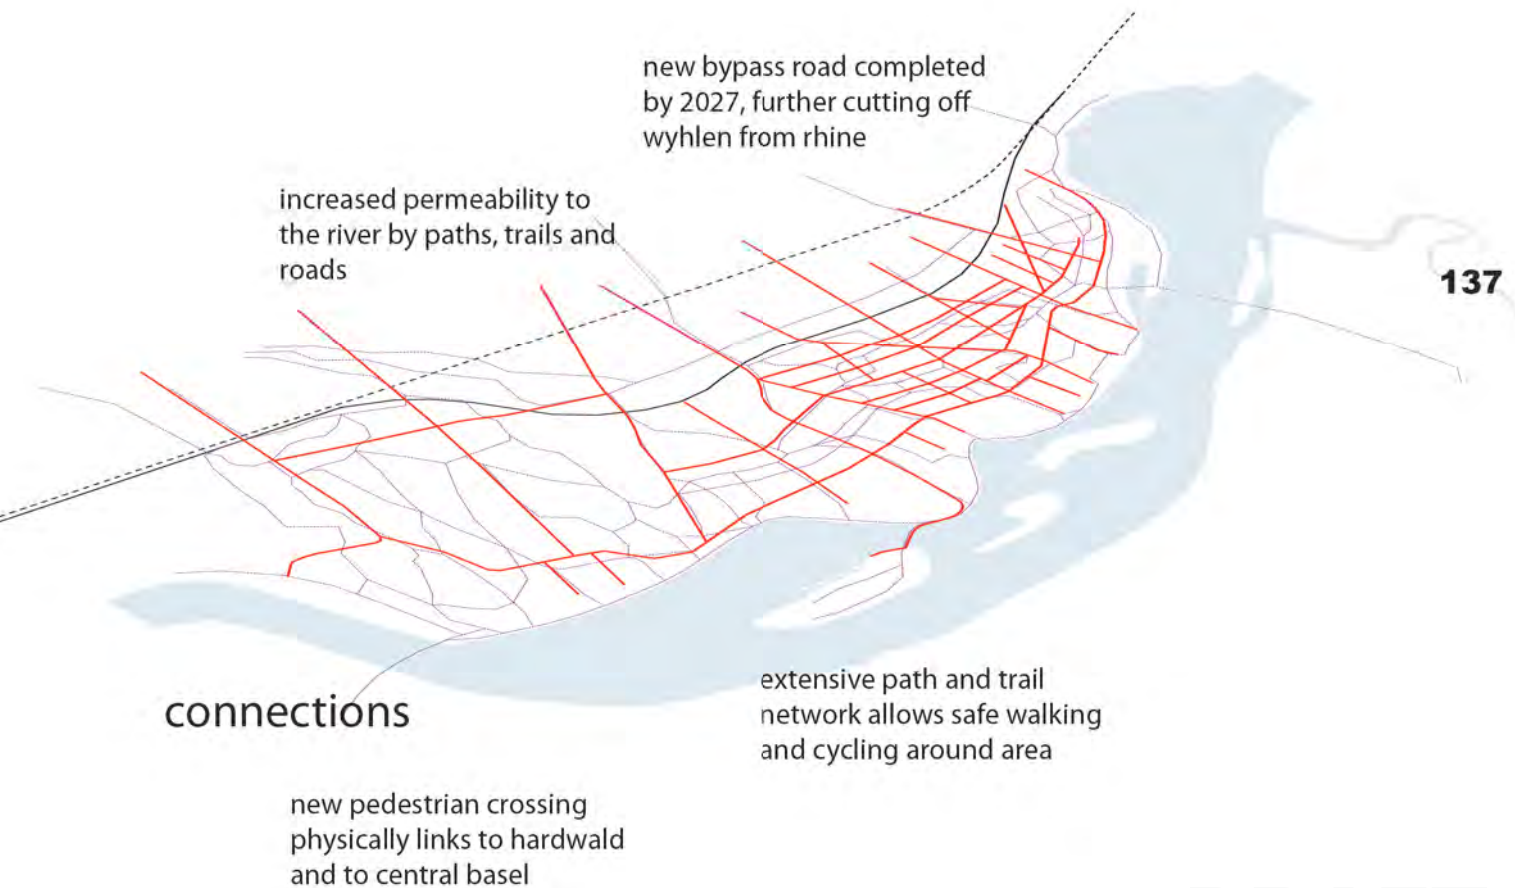 new bypass road completed
by 2027, further cutting off
wyhlen from rhine
increased permeability to
the river by paths, trails and
roads
137
connections
extensive path and trail
network allows safe walking
and cycling around area
new pedestrian crossing
physically links to hardwald
and to central basel